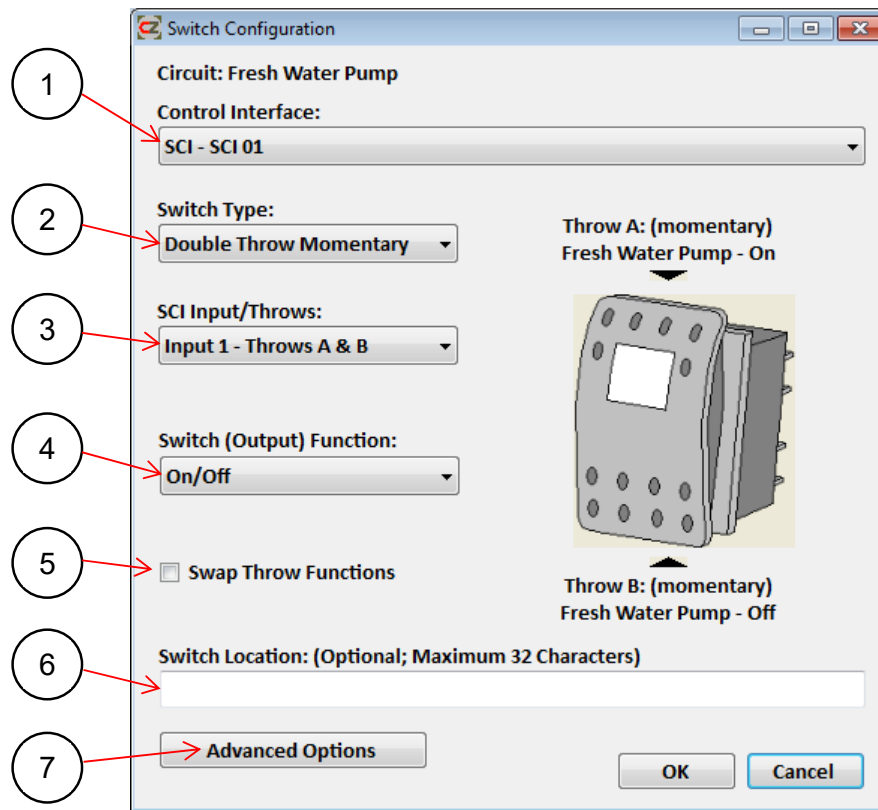 Switch Configuration
1
Circuit: Fresh Water Pump
Control Interface:
SCI - SCI 01
2
Switch Type:
Double Throw Momentary
Throw A: (momentary)
Fresh Water Pump - On
3
SCI Input/Throws:
Input 1 - Throws A & B
4
Switch (Output) Function:
On/Off
5
Swap Throw Functions
Throw B: (momentary)
Fresh Water Pump - Off
6
Switch Location: (Optional; Maximum 32 Characters)
7
Advanced Options
OK
Cancel